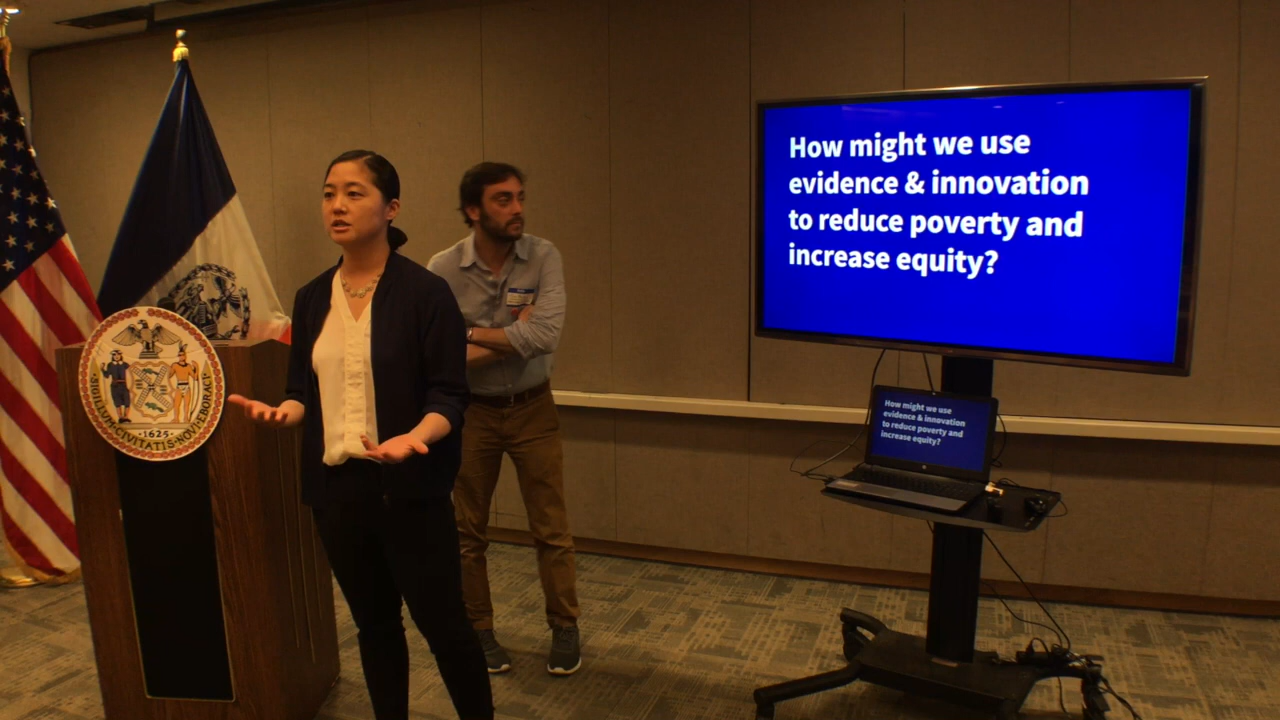 How might we use
evidence & innovation
to reduce poverty and
increase equity?
How might we use
evidence & innovation
to reduce poverty and
increase equity?
·SIGILLVM·CIVITATIS·NOVI·EBORACI·
·1625·